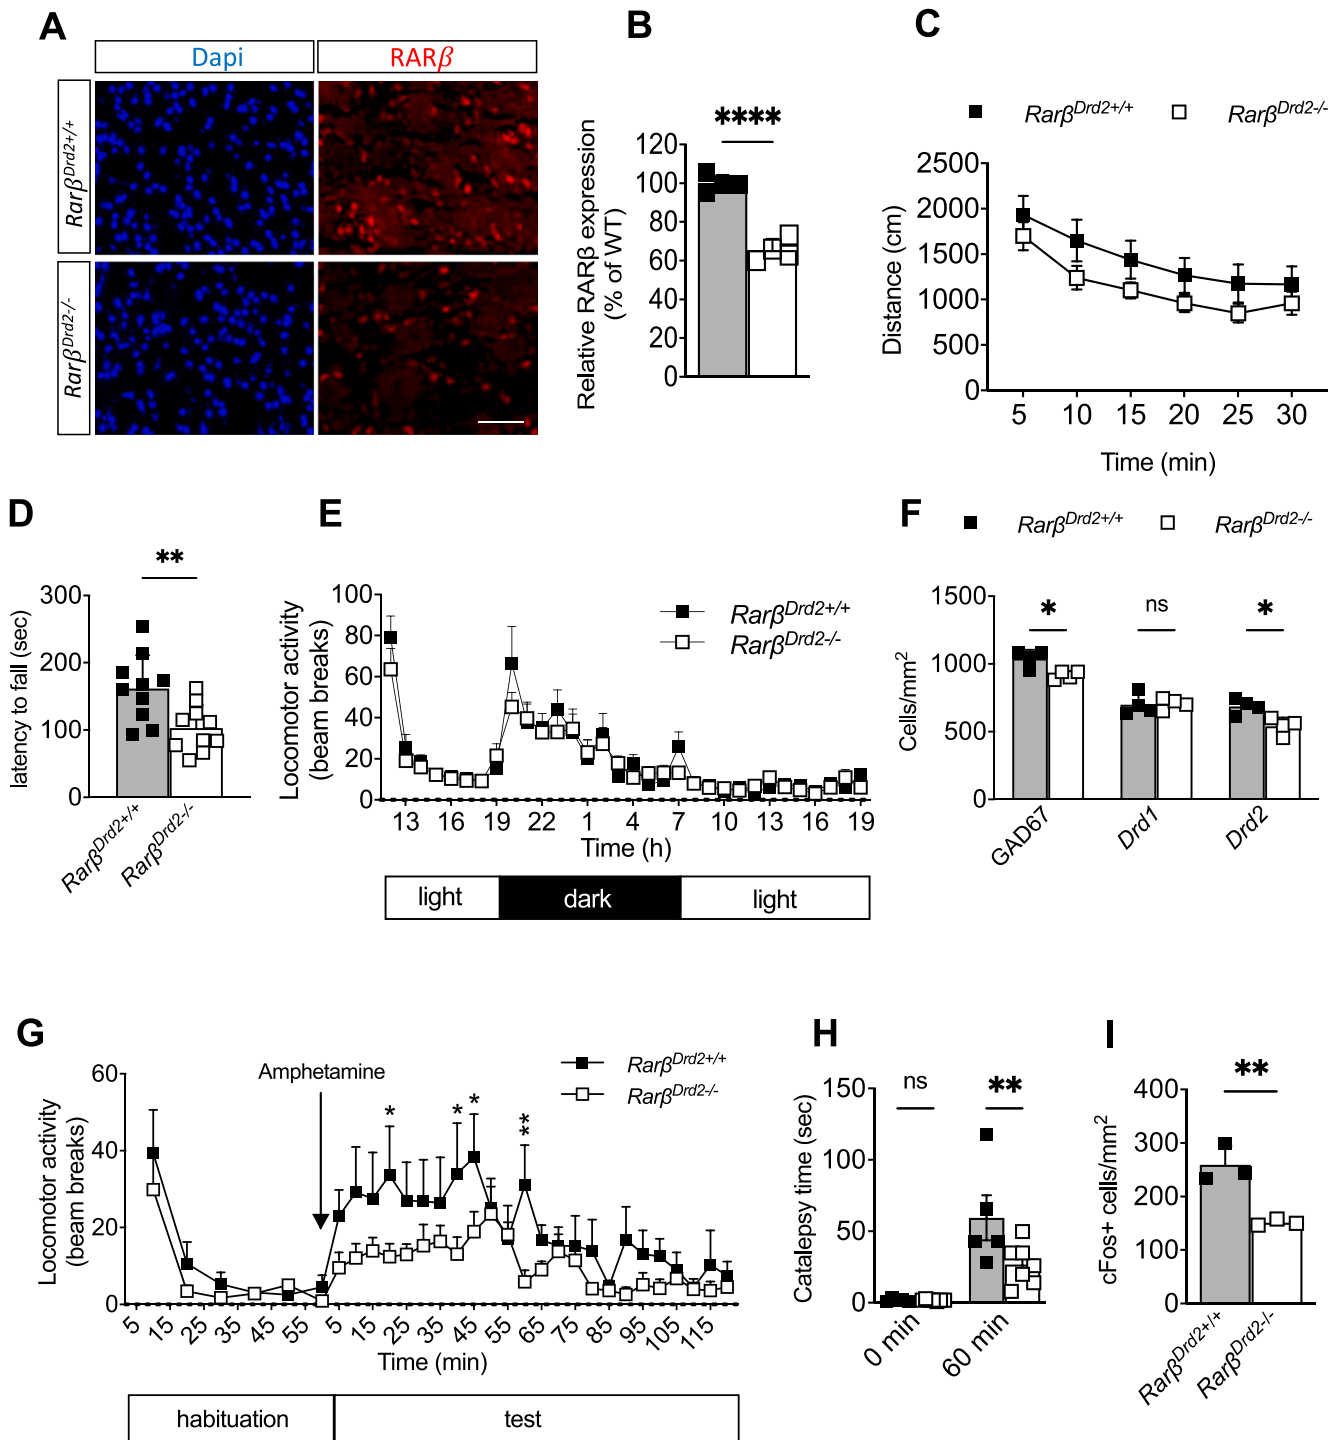 A
Dapi
RARβ
Rarβ^Drd2+/+
Rarβ^Drd2-/-
B
****
Relative RARβ expression
(% of WT)
120
100
80
60
40
20
0
C
Rarβ^Drd2+/+
Rarβ^Drd2-/-
Distance (cm)
2500
2000
1500
1000
500
0
5 10 15 20 25 30
Time (min)
D
**
latency to fall (sec)
300
200
100
0
Rarβ^Drd2+/+
Rarβ^Drd2-/-
E
Locomotor activity
(beam breaks)
100
80
60
40
20
0
Rarβ^Drd2+/+
Rarβ^Drd2-/-
13 16 19 22 1 4 7 10 13 16 19
Time (h)
light dark light
F
Rarβ^Drd2+/+
Rarβ^Drd2-/-
Cells/mm²
1500
1000
500
0
* ns *
GAD67 Drd1 Drd2
G
Locomotor activity
(beam breaks)
60
40
20
0
Amphetamine
Rarβ^Drd2+/+
Rarβ^Drd2-/-
* * * **
5 15 25 35 45 55 5 15 25 35 45 55 65 75 85 95 105 115
Time (min)
habituation test
H
ns **
Catalepsy time (sec)
150
100
50
0
0 min 60 min
I
**
cFos+ cells/mm²
400
300
200
100
0
Rarβ^Drd2+/+
Rarβ^Drd2-/-